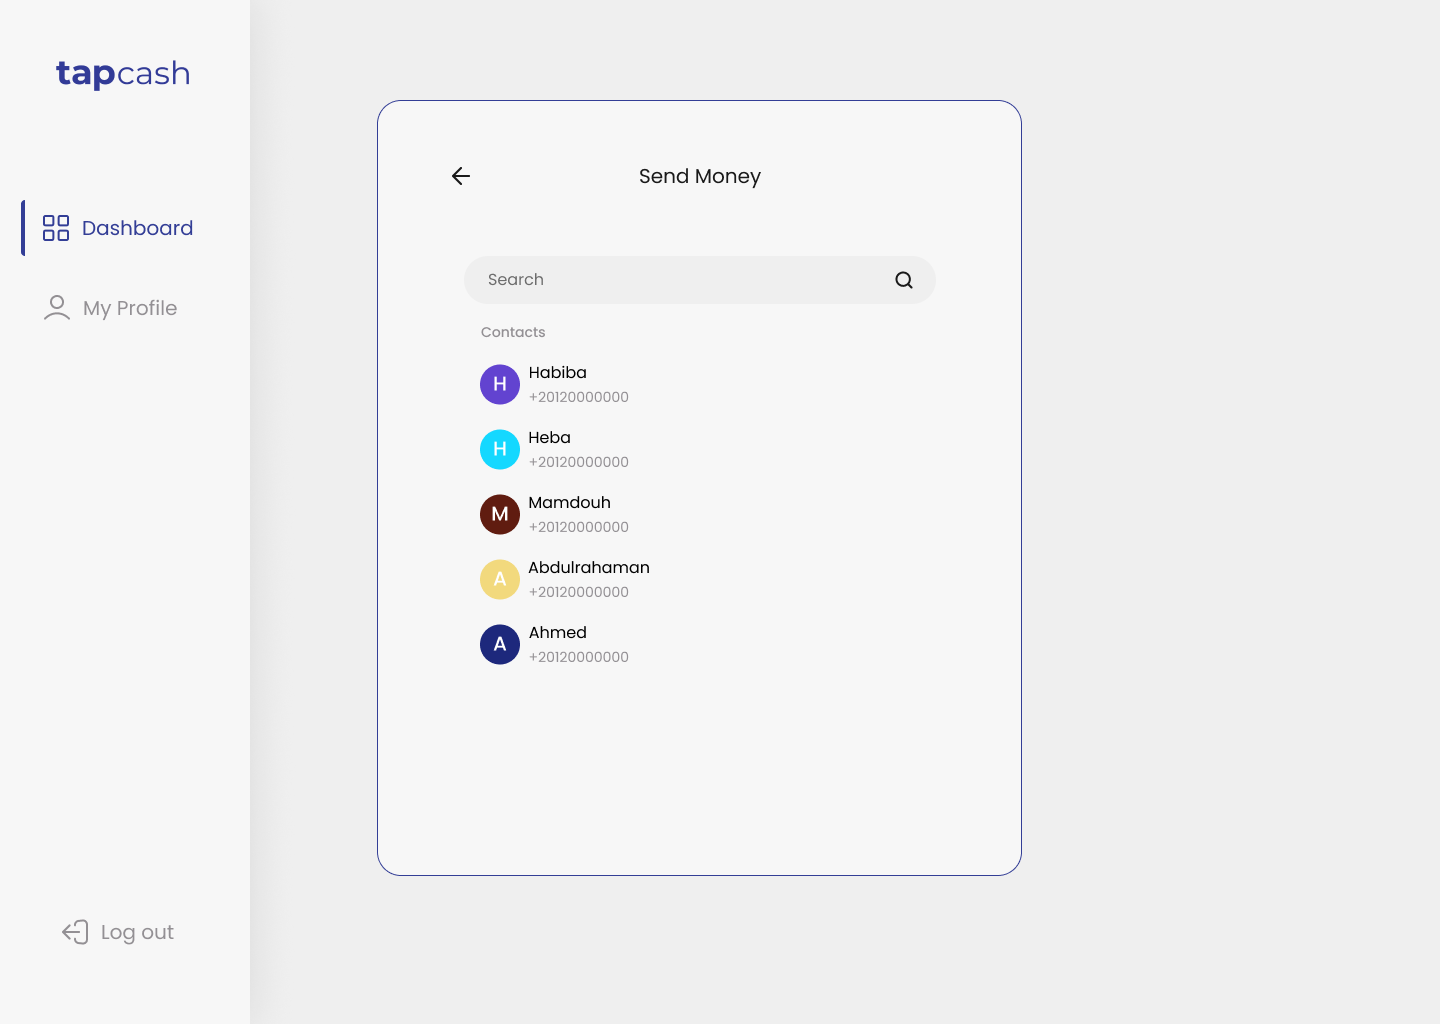 tapcash
Dashboard
My Profile
Log out
Send Money
Search
Contacts
H
Habiba
+20120000000
H
Heba
+20120000000
M
Mamdouh
+20120000000
A
Abdulrahaman
+20120000000
A
Ahmed
+20120000000